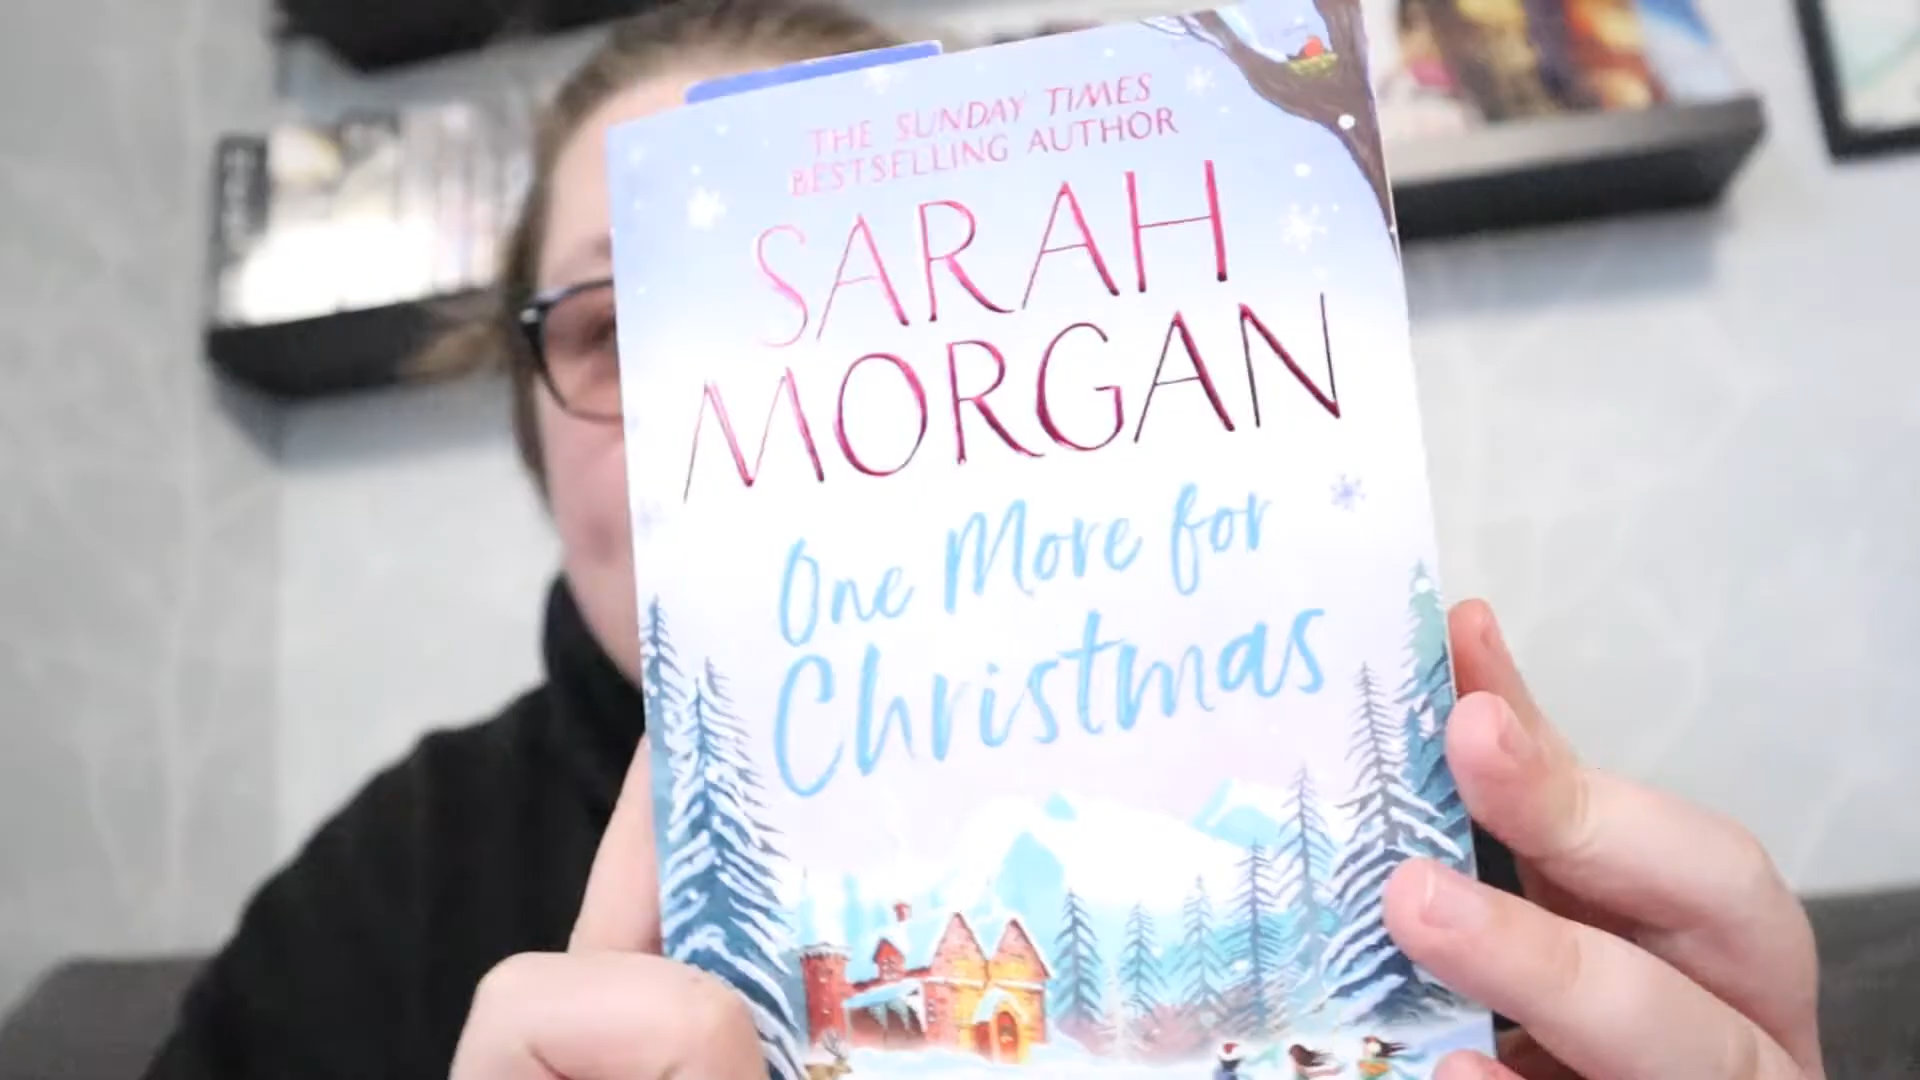 THE SUNDAY TIMES
BESTSELLING AUTHOR
SARAH
MORGAN
One More for
Christmas